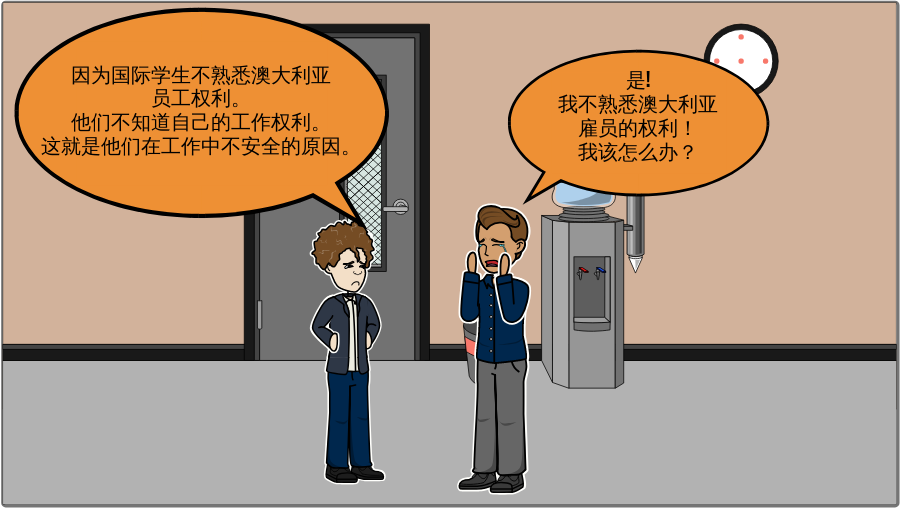 因为国际学生不熟悉澳大利亚
员工权利。
他们不知道自己的工作权利。
这就是他们在工作中不安全的原因。
是!
我不熟悉澳大利亚
雇员的权利！
我该怎么办？